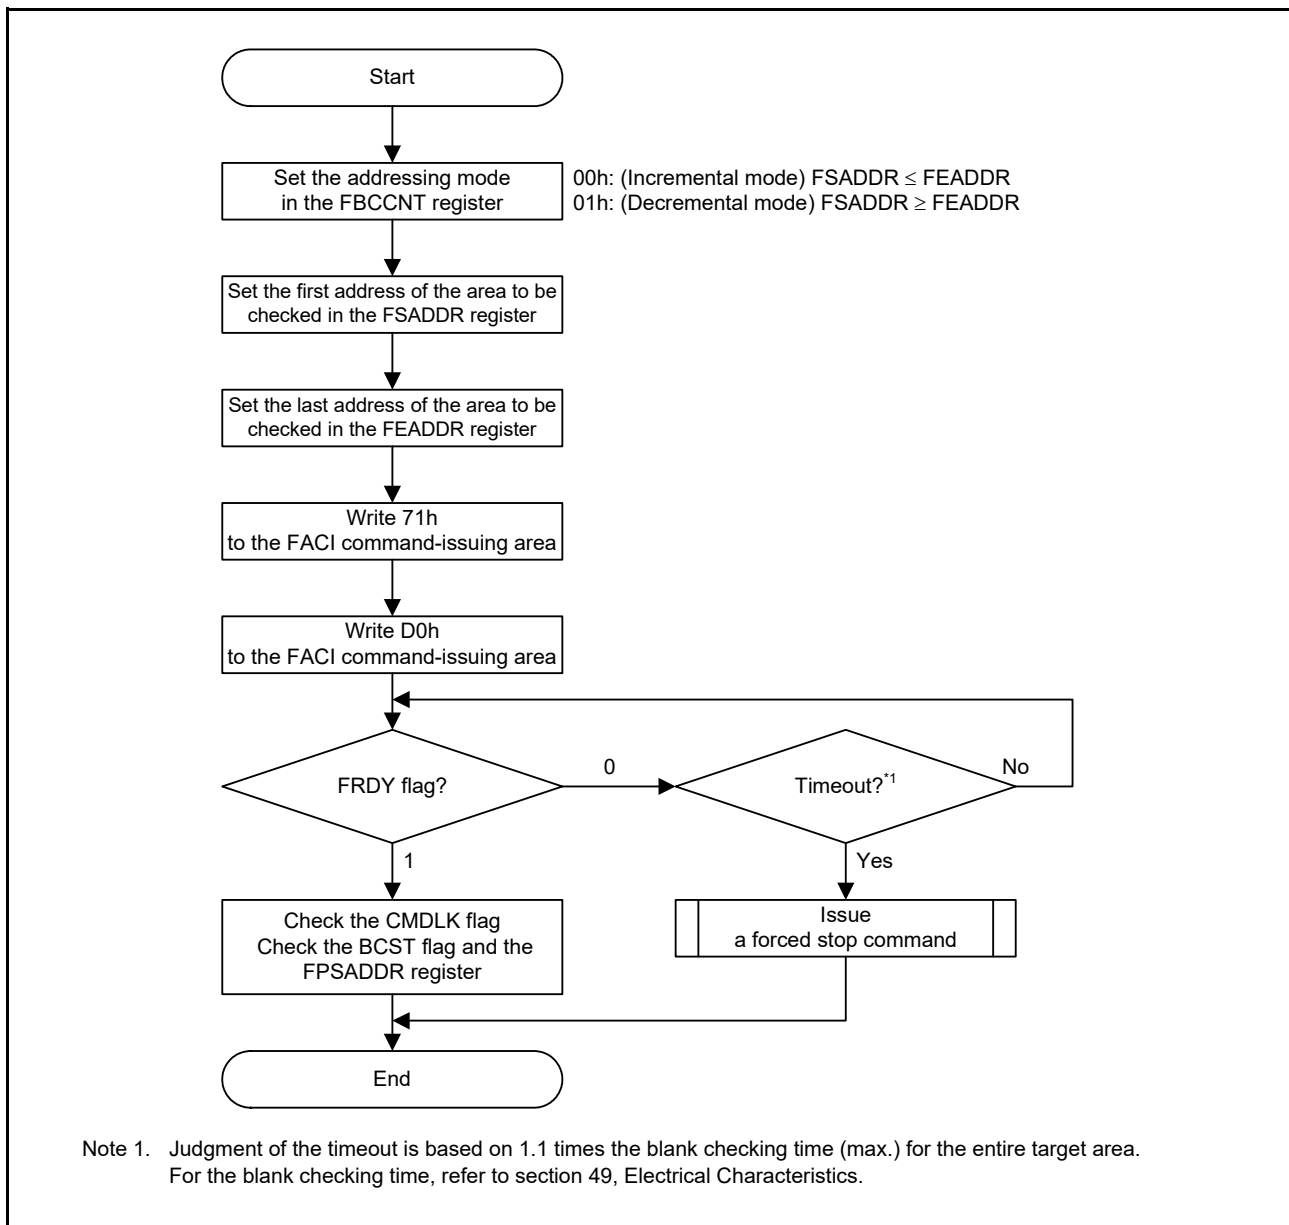 Start
Set the addressing mode
in the FBCCNT register
00h: (Incremental mode) FSADDR ≤ FEADDR
01h: (Decremental mode) FSADDR ≥ FEADDR
Set the first address of the area to be
checked in the FSADDR register
Set the last address of the area to be
checked in the FEADDR register
Write 71h
to the FACI command-issuing area
Write D0h
to the FACI command-issuing area
FRDY flag?
0
Timeout?*1
No
1
Yes
Check the CMDLK flag
Check the BCST flag and the
FPSADDR register
Issue
a forced stop command
End
Note 1. Judgment of the timeout is based on 1.1 times the blank checking time (max.) for the entire target area.
For the blank checking time, refer to section 49, Electrical Characteristics.